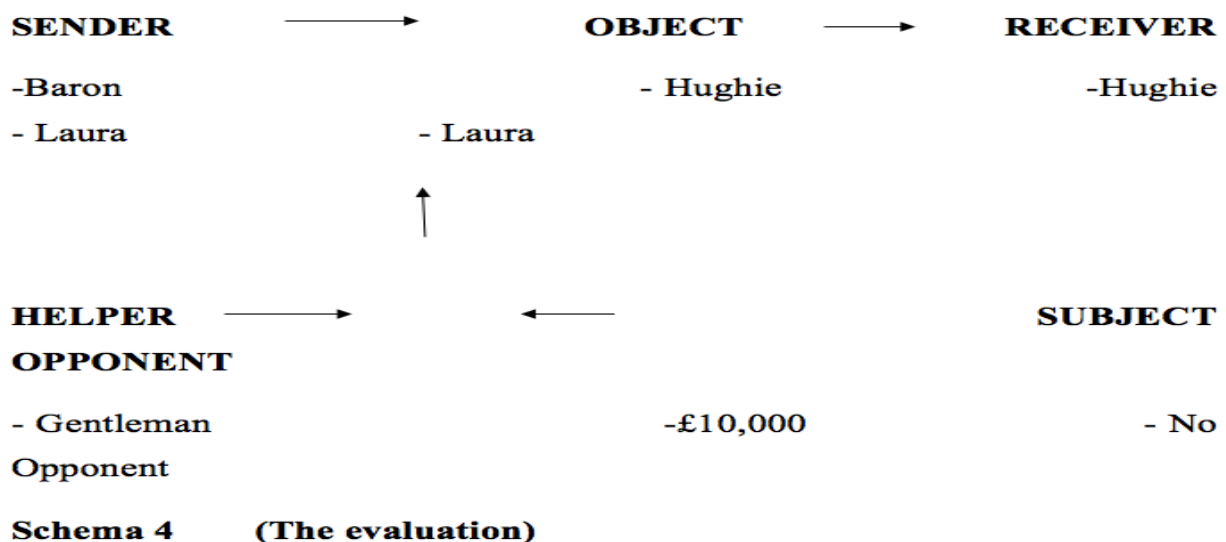 SENDER OBJECT RECEIVER
-Baron - Hughie -Hughie
- Laura - Laura
HELPER SUBJECT
OPPONENT
- Gentleman -£10,000 - No
Opponent
Schema 4 (The evaluation)